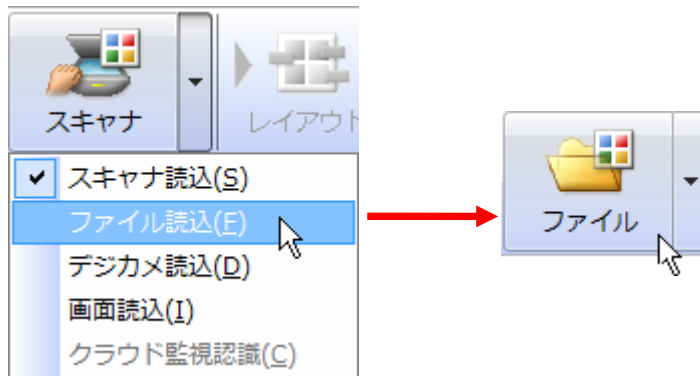 スキャナ
レイアウト
スキャナ読込(S)
ファイル読込(F)
デジカメ読込(D)
画面読込(I)
クラウド監視認識(C)
ファイル